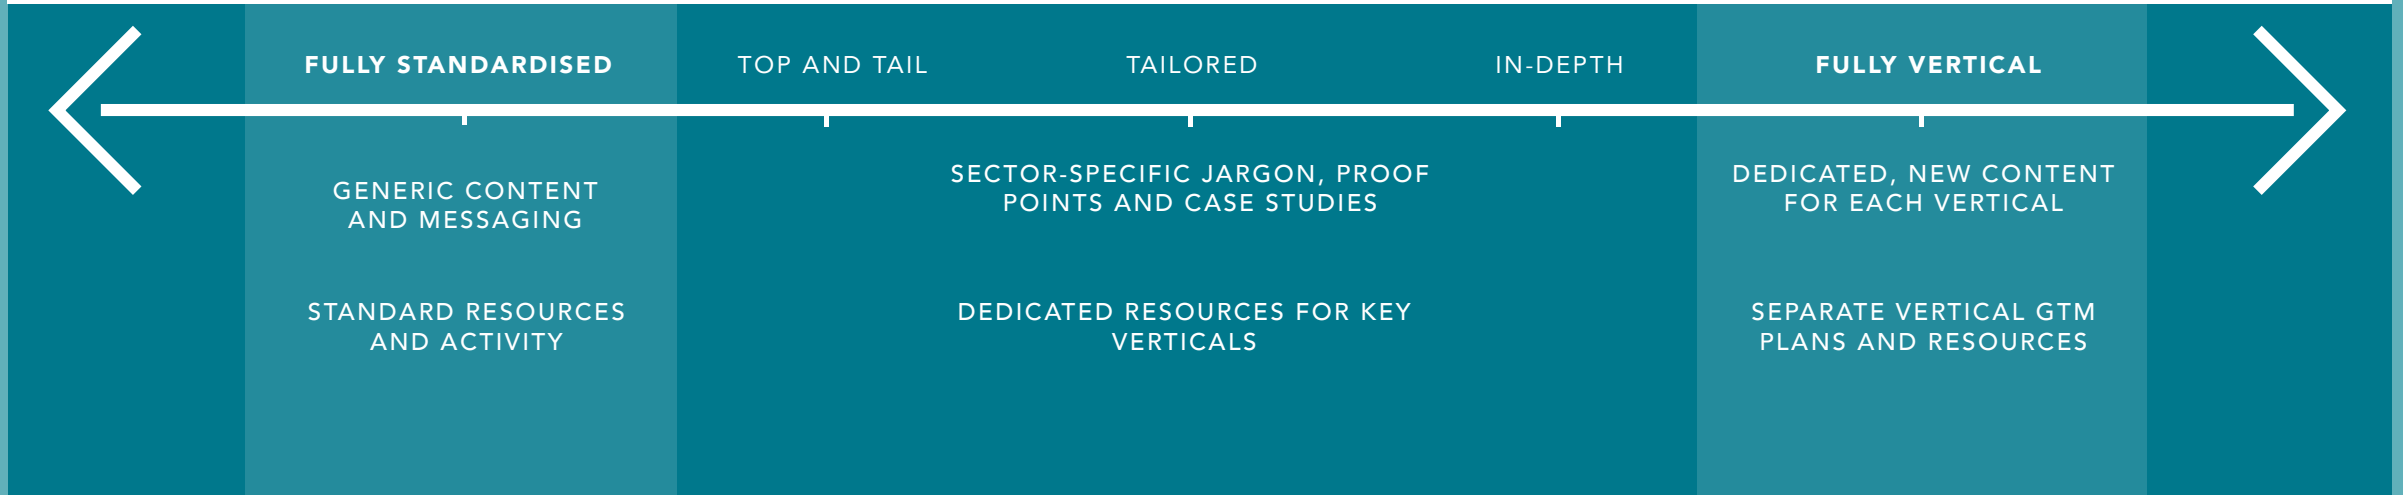 FULLY STANDARDISED
TOP AND TAIL
TAILORED
IN-DEPTH
FULLY VERTICAL
GENERIC CONTENT
AND MESSAGING
SECTOR-SPECIFIC JARGON, PROOF
POINTS AND CASE STUDIES
DEDICATED, NEW CONTENT
FOR EACH VERTICAL
STANDARD RESOURCES
AND ACTIVITY
DEDICATED RESOURCES FOR KEY
VERTICALS
SEPARATE VERTICAL GTM
PLANS AND RESOURCES